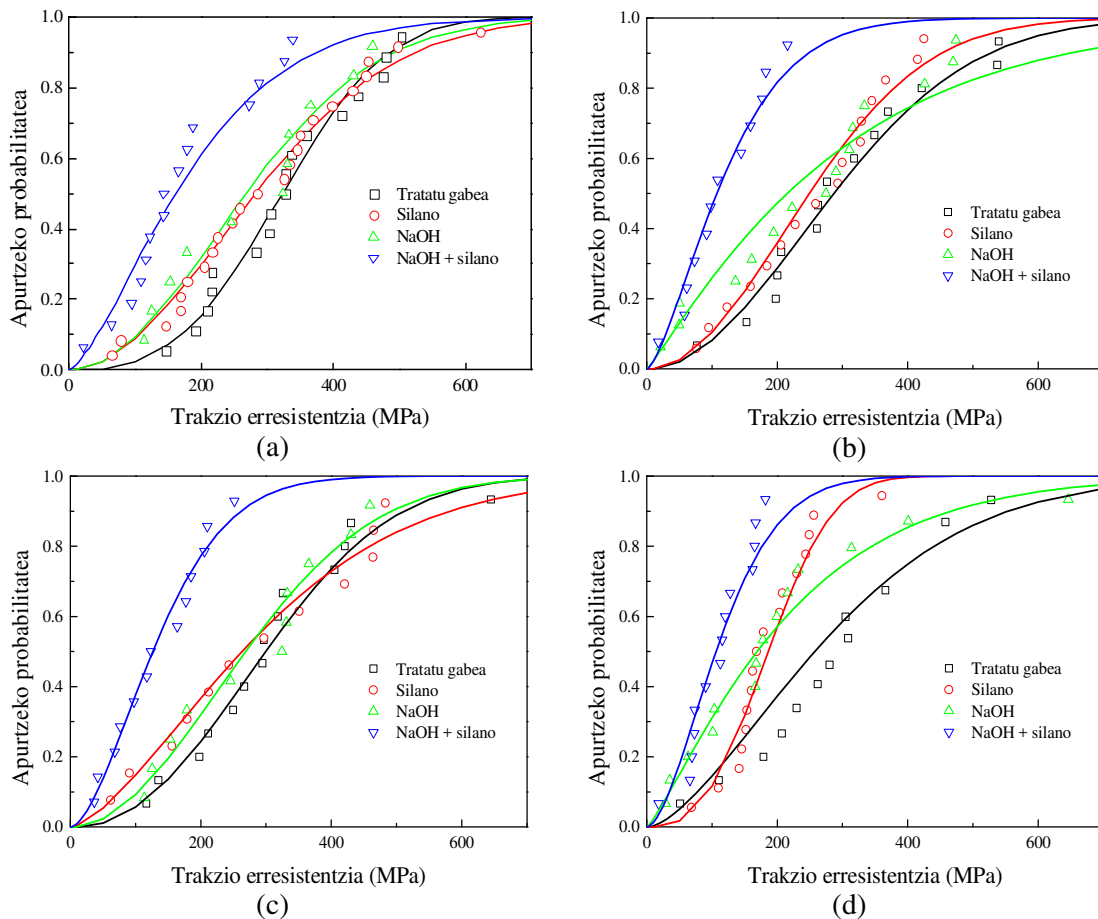 1.0
0.8
0.6
0.4
0.2
0.0
Apurtzeko probabilitatea
Tratatu gabea
Silano
NaOH
NaOH + silano
0 200 400 600
Trakzio erresistentzia (MPa)
(a)
1.0
0.8
0.6
0.4
0.2
0.0
Apurtzeko probabilitatea
Tratatu gabea
Silano
NaOH
NaOH + silano
0 200 400 600
Trakzio erresistentzia (MPa)
(b)
1.0
0.8
0.6
0.4
0.2
0.0
Apurtzeko probabilitatea
Tratatu gabea
Silano
NaOH
NaOH + silano
0 200 400 600
Trakzio erresistentzia (MPa)
(c)
1.0
0.8
0.6
0.4
0.2
0.0
Apurtzeko probabilitatea
Tratatu gabea
Silano
NaOH
NaOH + silano
0 200 400 600
Trakzio erresistentzia (MPa)
(d)